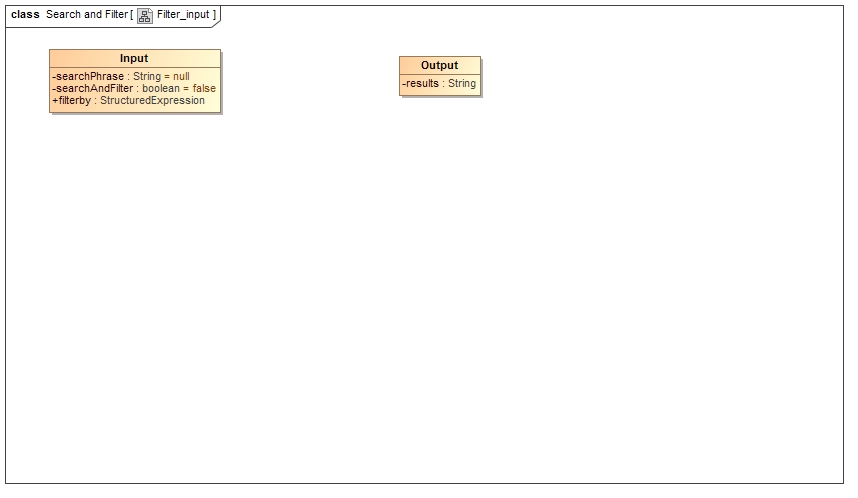 class Search and Filter [ Filter_input ]
Input
-searchPhrase : String = null
-searchAndFilter : boolean = false
+filterby : StructuredExpression
Output
-results : String